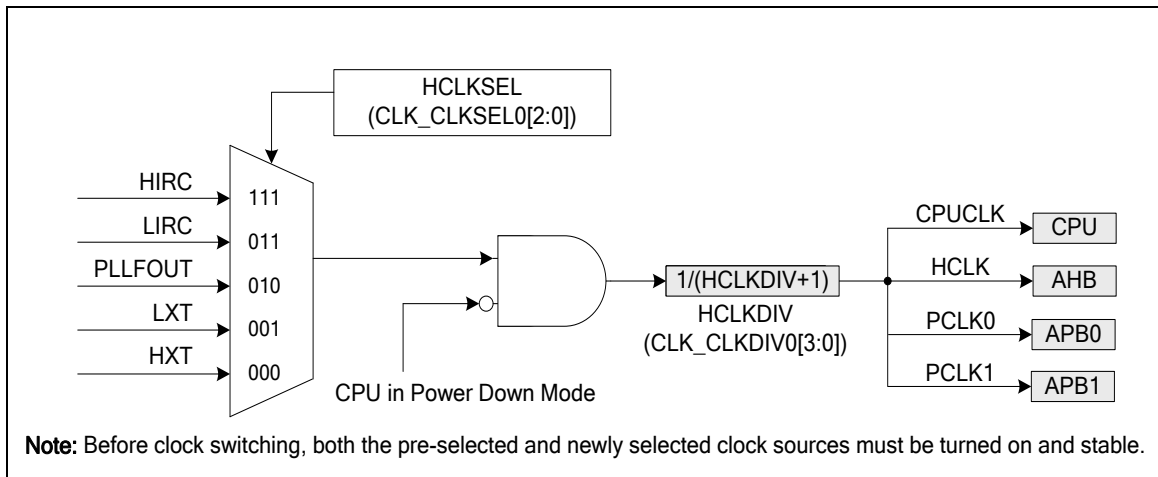 HCLKSEL
(CLK_CLKSEL0[2:0])
HIRC
111
LIRC
011
PLLFOUT
010
LXT
001
HXT
000
CPU in Power Down Mode
1/(HCLKDIV+1)
HCLKDIV
(CLK_CLKDIV0[3:0])
CPUCLK
CPU
HCLK
AHB
PCLK0
APB0
PCLK1
APB1
Note: Before clock switching, both the pre-selected and newly selected clock sources must be turned on and stable.